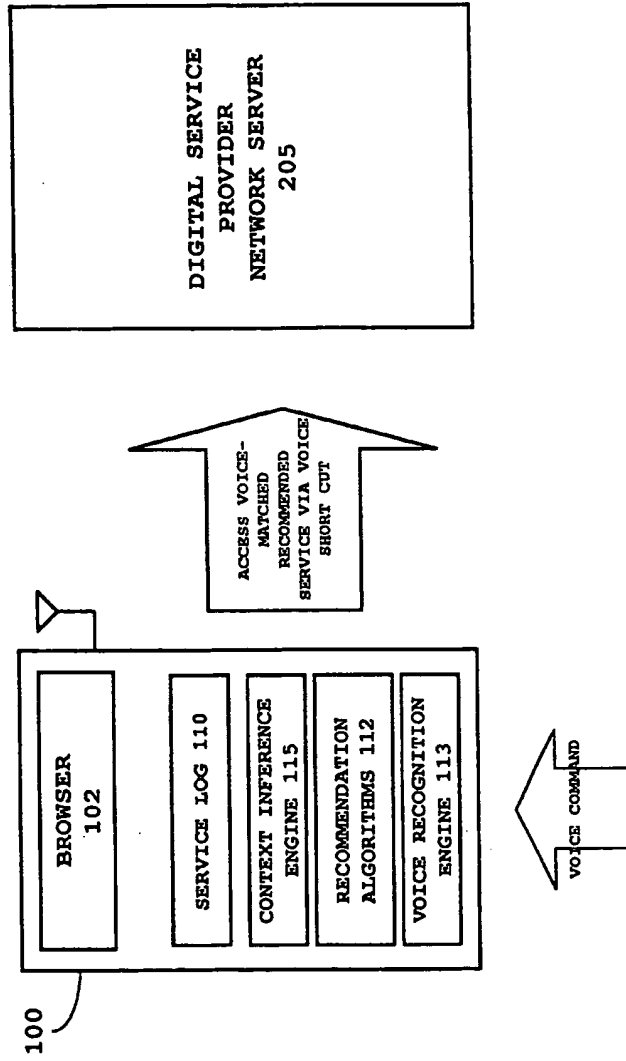 100
BROWSER
102
SERVICE LOG 110
CONTEXT INFERENCE
ENGINE 115
RECOMMENDATION
ALGORITHMS 112
VOICE RECOGNITION
ENGINE 113
VOICE COMMAND
ACCESS VOICE-
MATCHED
RECOMMENDED
SERVICE VIA VOICE
SHORT CUT
DIGITAL SERVICE
PROVIDER
NETWORK SERVER
205